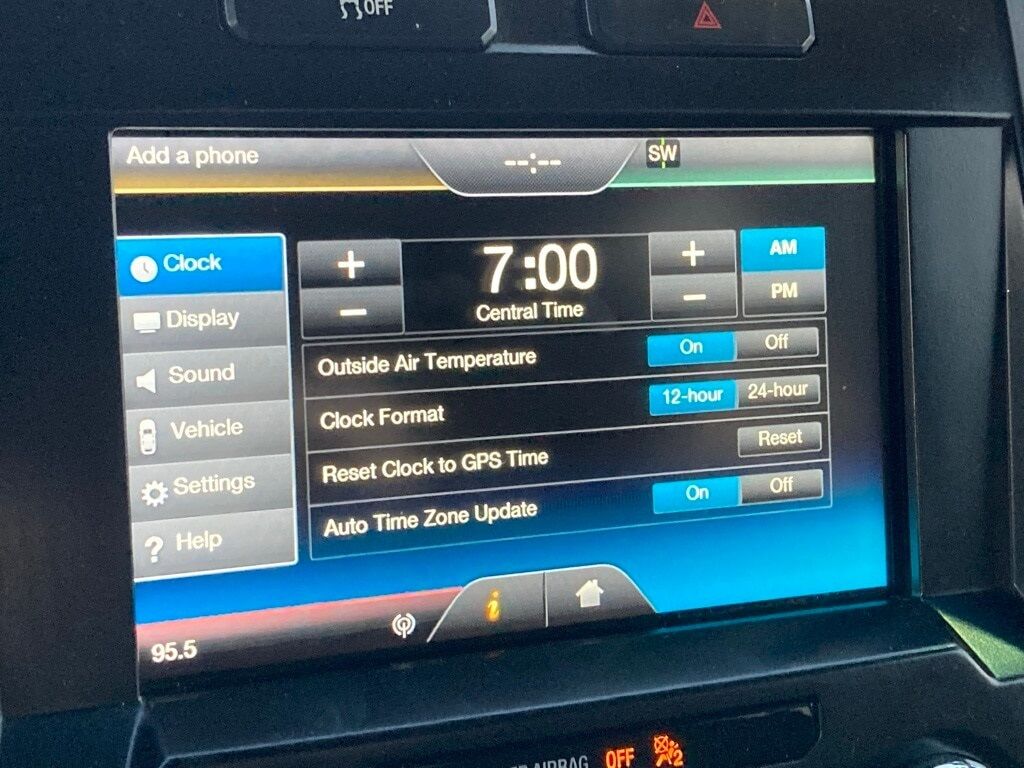 OFF
Add a phone
--:--
SW
Clock
Display
Sound
Vehicle
Settings
Help
+
-
7:00
Central Time
+
-
AM
PM
Outside Air Temperature On Off
Clock Format 12-hour 24-hour
Reset Clock to GPS Time Reset
Auto Time Zone Update On Off
i
95.5
AIRBAG OFF 2